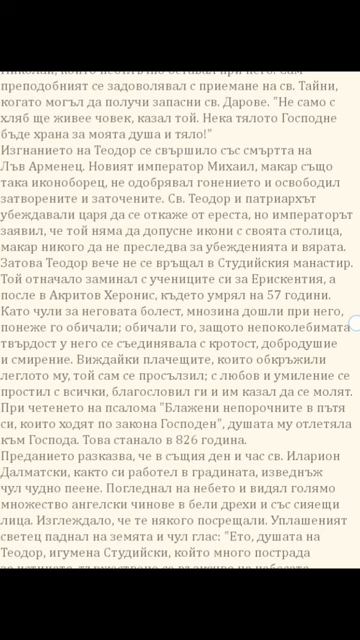 преподобният се задоволявал с приемане на св. Тайни,
когато могъл да получи запасни св. Дарове. "Не само с
хляб ще живее човек, казал той. Нека тялото Господне
бъде храна за моята душа и тяло!"
Изгнанието на Теодор се свършило със смъртта на
Лъв Арменец. Новият император Михаил, макар също
така иконоборец, не одобрявал гонението и освободил
затворените и заточените. Св. Теодор и патриархът
убеждавали царя да се откаже от ереста, но императорът
заявил, че той няма да допусне икони с своята столица,
макар никого да не преследва за убежденията и вярата.
Затова Теодор вече не се връщал в Студийския манастир.
Той отначало заминал с учениците си за Ерискентия, а
после в Акритов Херонис, където умрял на 57 години.
Като чули за неговата болест, мнозина дошли при него,
понеже го обичали; обичали го, защото непоколебимата
твърдост у него се съединявала с кротост, добродушие
и смирение. Виждайки плачещите, които обкръжили
леглото му, той сам се просълзил; с любов и умиление се
простил с всички, благословил ги и им казал да се молят.
При четенето на псалома "Блажени непорочните в пътя
си, които ходят по закона Господен", душата му отлетяла
към Господа. Това станало в 826 година.
Преданието разказва, че в същия ден и час св. Иларион
Далматски, както си работел в градината, изведнъж
чул чудно пеене. Погледнал на небето и видял голямо
множество ангелски чинове в бели дрехи и със сияещи
лица. Изглеждало, че те някого посрещали. Уплашеният
светец паднал на земята и чул глас: "Ето, душата на
Теодор, игумена Студийски, който много пострада